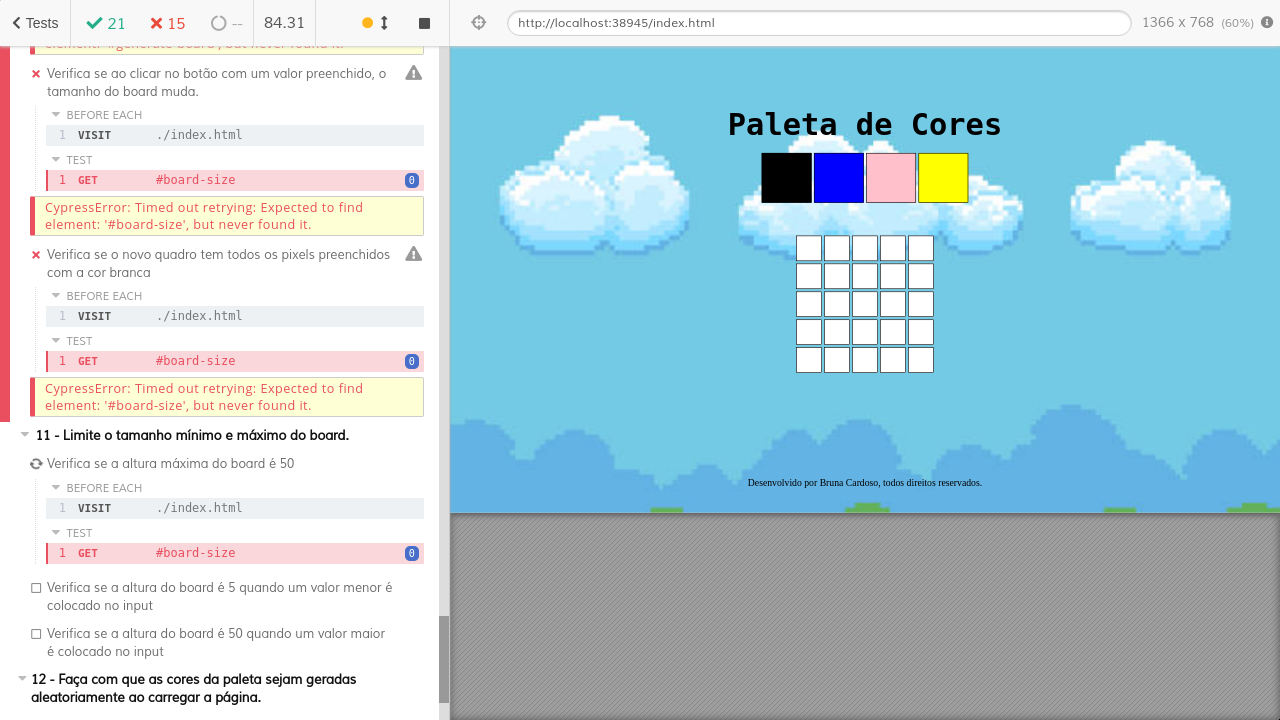 Tests 21 15 -- 84.31
http://localhost:38945/index.html 1366 x 768 (60%)
element: '#generate-board', but never found it.
Verifica se ao clicar no botão com um valor preenchido, o
tamanho do board muda.
BEFORE EACH
1 VISIT ./index.html
TEST
1 GET #board-size 0
CypressError: Timed out retrying: Expected to find
element: '#board-size', but never found it.
Verifica se o novo quadro tem todos os pixels preenchidos
com a cor branca
BEFORE EACH
1 VISIT ./index.html
TEST
1 GET #board-size 0
CypressError: Timed out retrying: Expected to find
element: '#board-size', but never found it.
11 - Limite o tamanho mínimo e máximo do board.
Verifica se a altura máxima do board é 50
BEFORE EACH
1 VISIT ./index.html
TEST
1 GET #board-size 0
Verifica se a altura do board é 5 quando um valor menor é
colocado no input
Verifica se a altura do board é 50 quando um valor maior
é colocado no input
12 - Faça com que as cores da paleta sejam geradas
aleatoriamente ao carregar a página.
Paleta de Cores
Desenvolvido por Bruna Cardoso, todos direitos reservados.